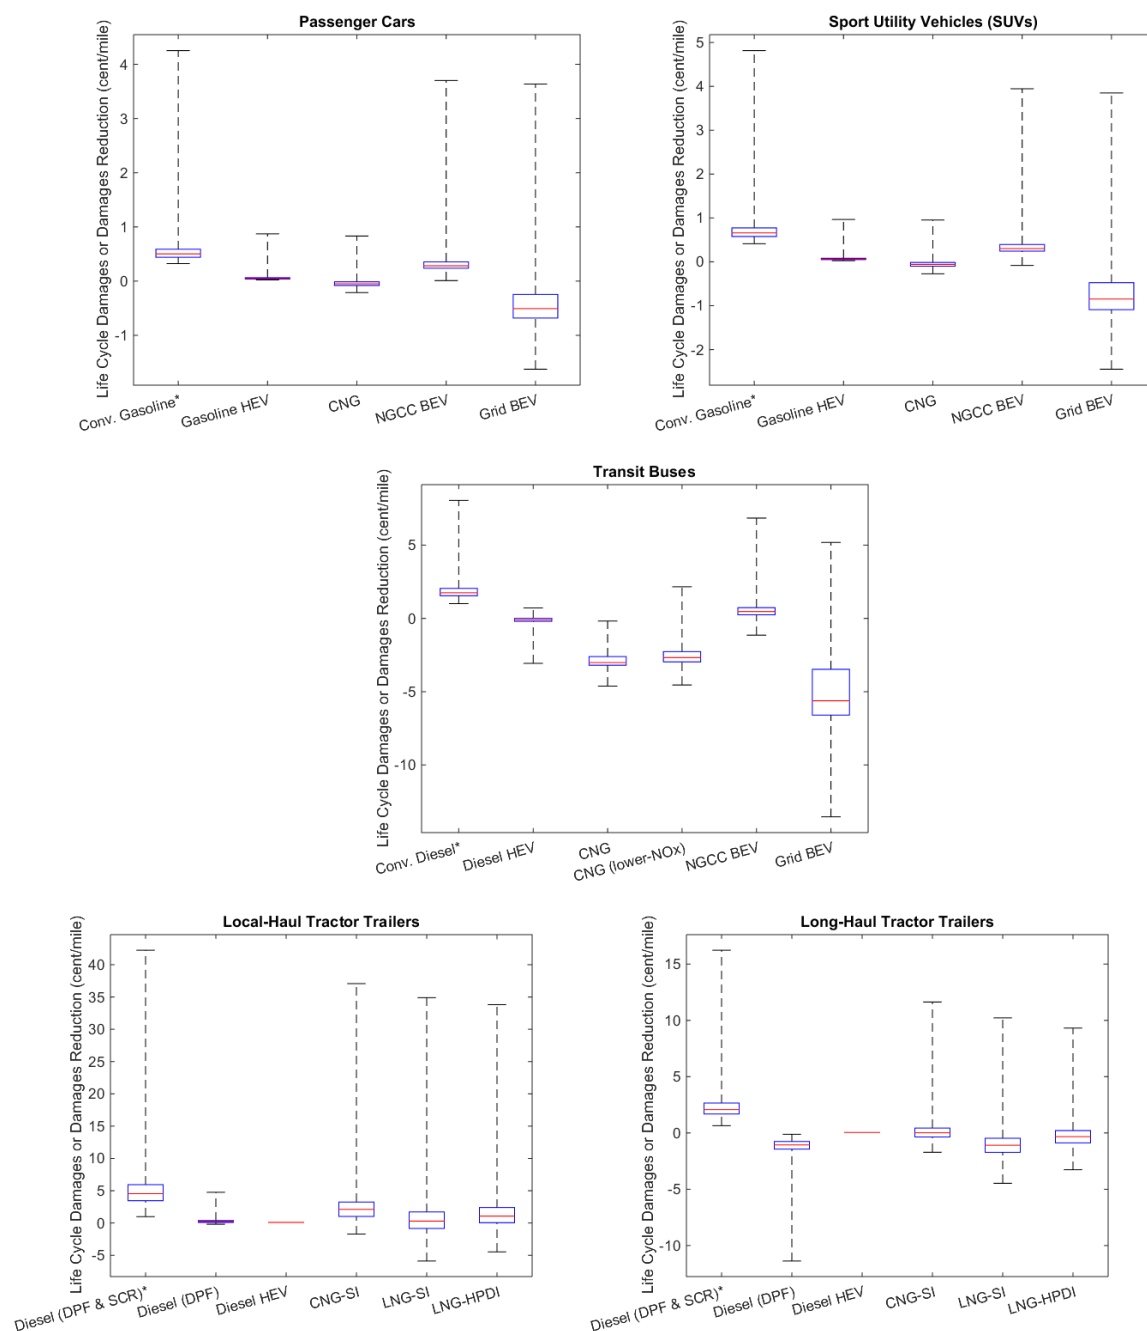 Passenger Cars
Life Cycle Damages or Damages Reduction (cent/mile)
4
3
2
1
0
-1
Conv. Gasoline*
Gasoline HEV
CNG
NGCC BEV
Grid BEV
Sport Utility Vehicles (SUVs)
Life Cycle Damages or Damages Reduction (cent/mile)
5
4
3
2
1
0
-1
-2
Conv. Gasoline*
Gasoline HEV
CNG
NGCC BEV
Grid BEV
Transit Buses
Life Cycle Damages or Damages Reduction (cent/mile)
5
0
-5
-10
Conv. Diesel*
Diesel HEV
CNG
CNG (lower-NOx)
NGCC BEV
Grid BEV
Local-Haul Tractor Trailers
Life Cycle Damages or Damages Reduction (cent/mile)
40
35
30
25
20
15
10
5
0
-5
Diesel (DPF & SCR)*
Diesel (DPF)
Diesel HEV
CNG-SI
LNG-SI
LNG-HPDI
Long-Haul Tractor Trailers
Life Cycle Damages or Damages Reduction (cent/mile)
15
10
5
0
-5
-10
Diesel (DPF & SCR)*
Diesel (DPF)
Diesel HEV
CNG-SI
LNG-SI
LNG-HPDI